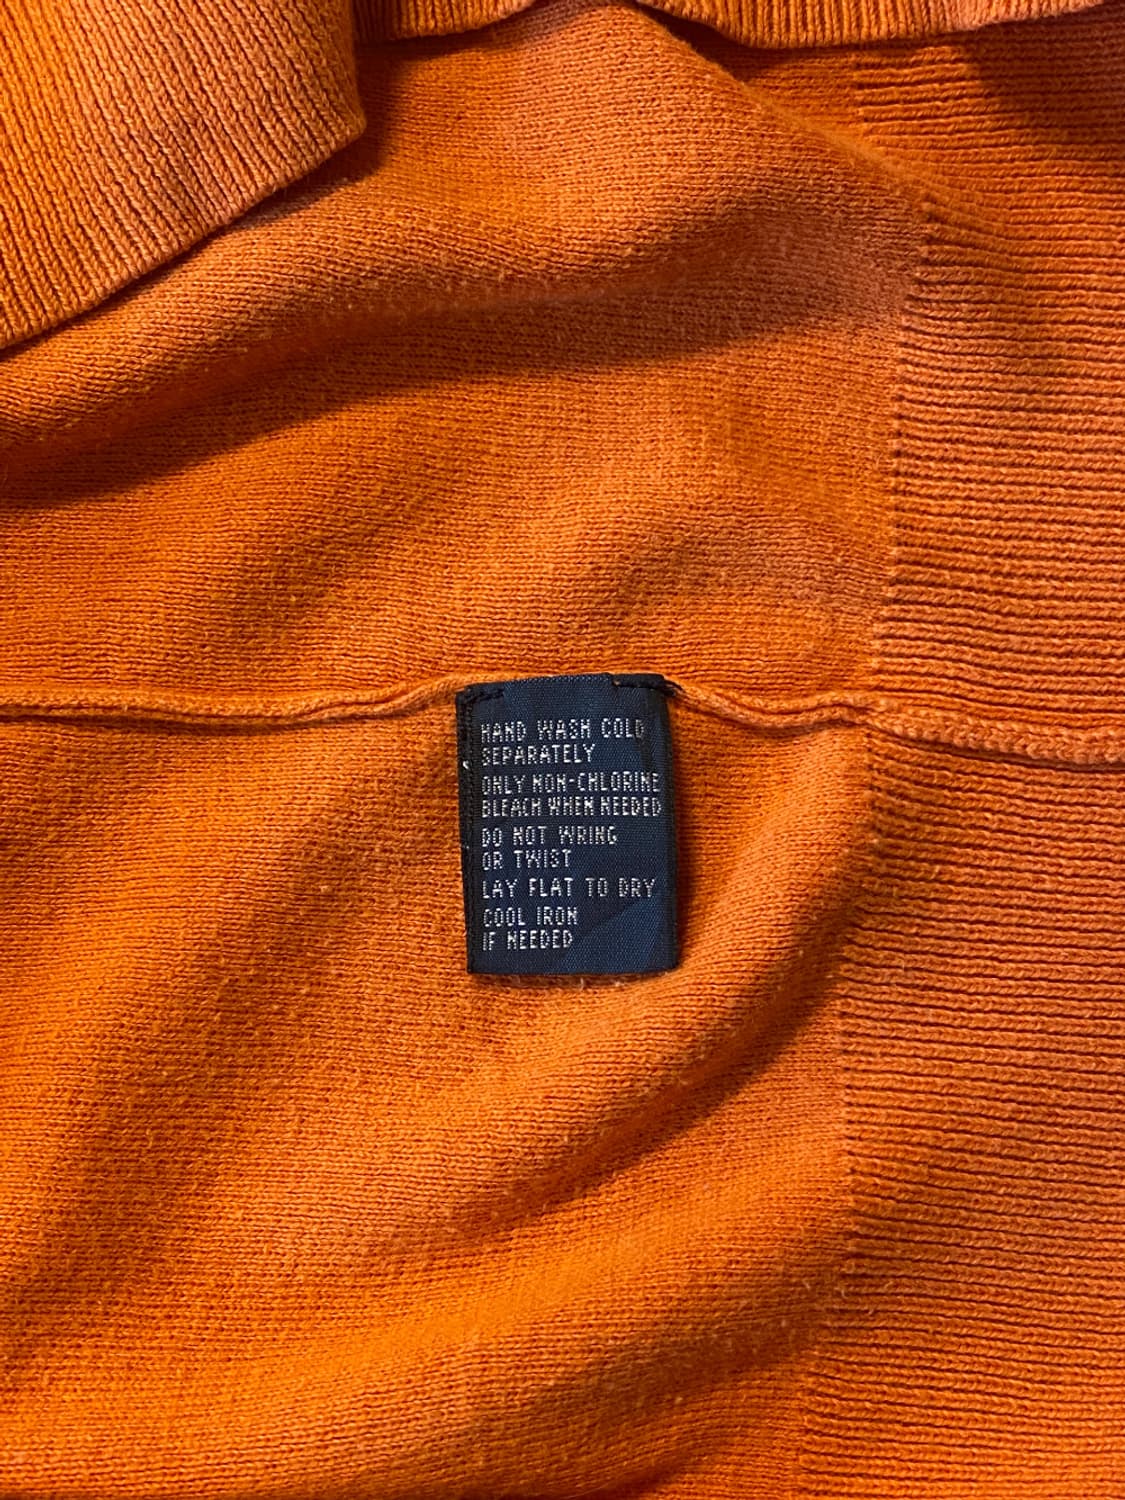 HAND WASH COLD
SEPARATELY
ONLY NON-CHLORINE
BLEACH WHEN NEEDED
DO NOT WRING
OR TWIST
LAY FLAT TO DRY
COOL IRON
IF NEEDED